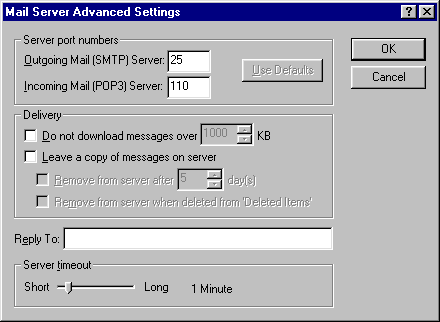 Mail Server Advanced Settings
Server port numbers
Outgoing Mail (SMTP) Server: 25
Incoming Mail (POP3) Server: 110
Use Defaults
OK
Cancel
Delivery
Do not download messages over 1000 KB
Leave a copy of messages on server
Remove from server after 5 day(s)
Remove from server when deleted from 'Deleted Items'
Reply To:
Server timeout
Short Long 1 Minute